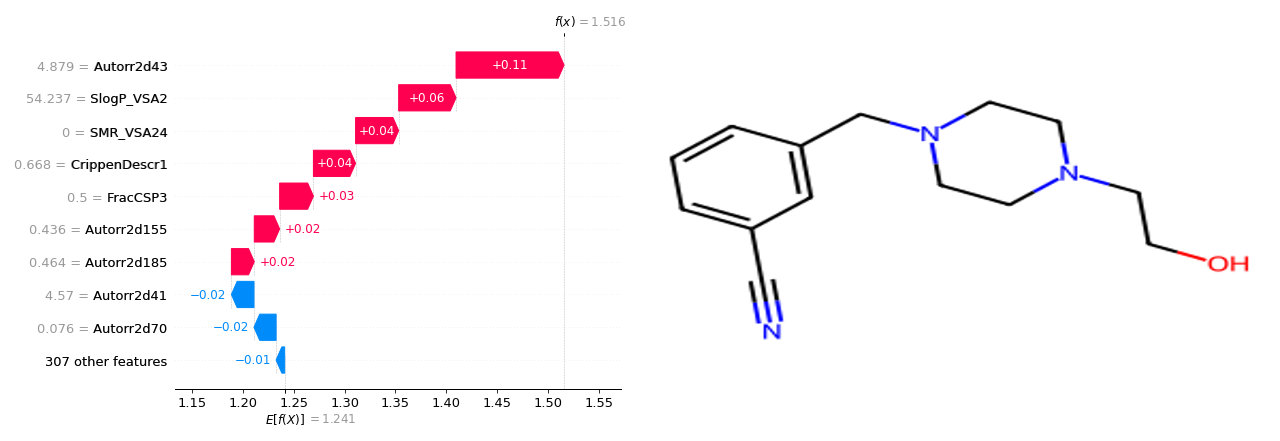 f(x) = 1.516
4.879 = Autorr2d43 +0.11
54.237 = SlogP_VSA2 +0.06
0 = SMR_VSA24 +0.04
0.668 = CrippenDescr1 +0.04
0.5 = FracCSP3 +0.03
0.436 = Autorr2d155 +0.02
0.464 = Autorr2d185 +0.02
4.57 = Autorr2d41 −0.02
0.076 = Autorr2d70 −0.02
307 other features −0.01
1.15 1.20 1.25 1.30 1.35 1.40 1.45 1.50 1.55
E[f(X)] = 1.241
N
N
OH
N